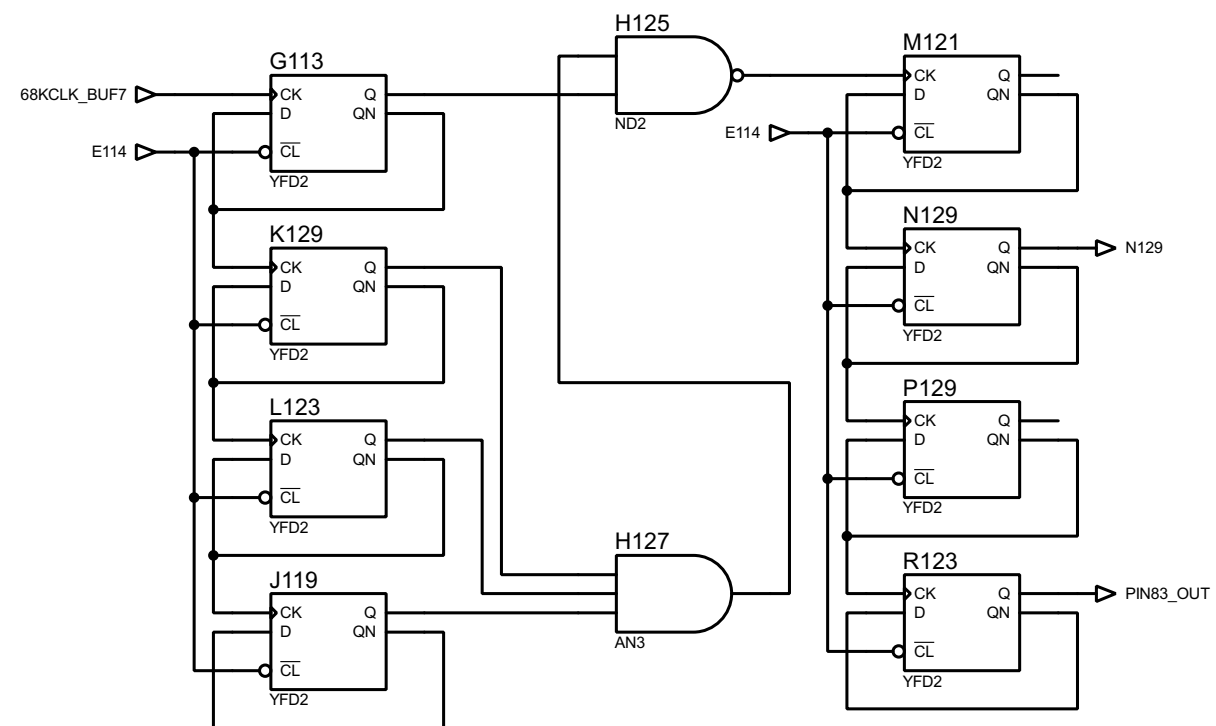 H125
ND2
G113
68KCLK_BUF7
CK Q
D QN
E114
CL
YFD2
K129
CK Q
D QN
CL
YFD2
L123
CK Q
D QN
CL
YFD2
H127
AN3
J119
CK Q
D QN
CL
YFD2
M121
CK Q
D QN
E114
CL
YFD2
N129
CK Q
N129
D QN
CL
YFD2
P129
CK Q
D QN
CL
YFD2
R123
CK Q
PIN83_OUT
D QN
CL
YFD2